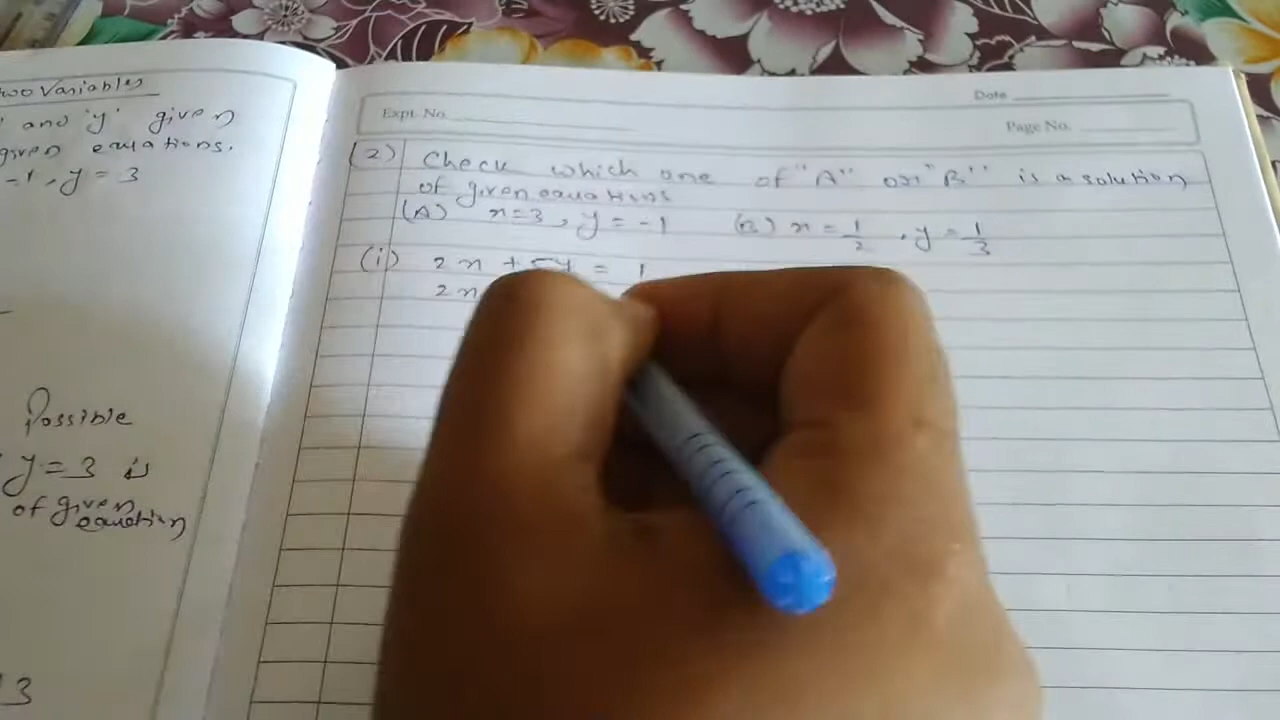 Two Variables
and 'y' given
given equations.
-1, y = 3
Possible
y = 3 is
of given
equation
3
Date
Expt. No.
Page No.
(2) Check which one of "A" or "B" is a solution
of given equations
(A) x = 3, y = -1 (B) x = 1/2, y = 1/3
(i) 2x + 5y = 1
2x